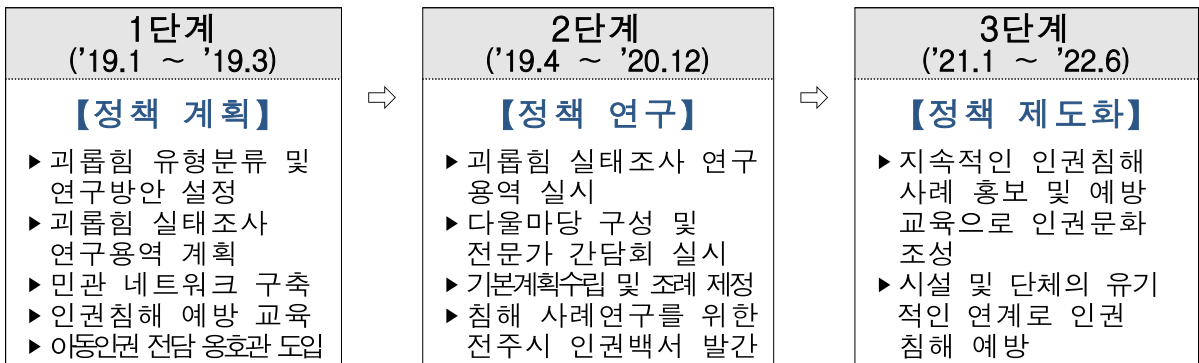 1단계
('19.1 ~ '19.3)
【정책 계획】
▸괴롭힘 유형분류 및
연구방안 설정
▸괴롭힘 실태조사
연구용역 계획
▸민관 네트워크 구축
▸인권침해 예방 교육
▸아동인권 전담 옹호관 도입
⇨
2단계
('19.4 ~ '20.12)
【정책 연구】
▸괴롭힘 실태조사 연구
용역 실시
▸다울마당 구성 및
전문가 간담회 실시
▸기본계획수립 및 조례 제정
▸침해 사례연구를 위한
전주시 인권백서 발간
⇨
3단계
('21.1 ~ '22.6)
【정책 제도화】
▸지속적인 인권침해
사례 홍보 및 예방
교육으로 인권문화
조성
▸시설 및 단체의 유기
적인 연계로 인권
침해 예방